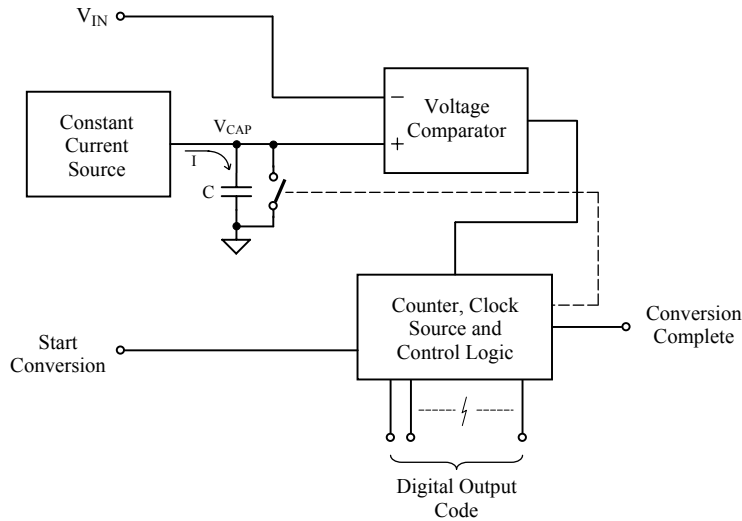 V_IN
Constant
Current
Source
V_CAP
I
C
−
+
Voltage
Comparator
Counter, Clock
Source and
Control Logic
Start
Conversion
Conversion
Complete
Digital Output
Code